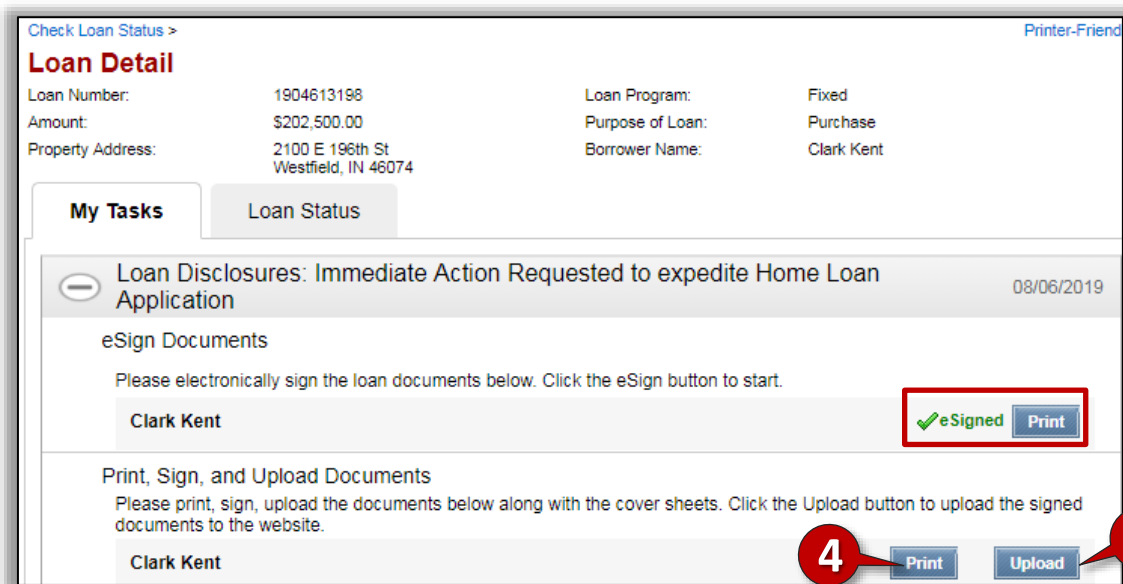 Check Loan Status >
Printer-Friend
Loan Detail
Loan Number: 1904613198 Loan Program: Fixed
Amount: $202,500.00 Purpose of Loan: Purchase
Property Address: 2100 E 196th St Borrower Name: Clark Kent
Westfield, IN 46074
My Tasks Loan Status
Loan Disclosures: Immediate Action Requested to expedite Home Loan
Application
08/06/2019
eSign Documents
Please electronically sign the loan documents below. Click the eSign button to start.
Clark Kent eSigned Print
Print, Sign, and Upload Documents
Please print, sign, upload the documents below along with the cover sheets. Click the Upload button to upload the signed
documents to the website.
Clark Kent 4 Print Upload